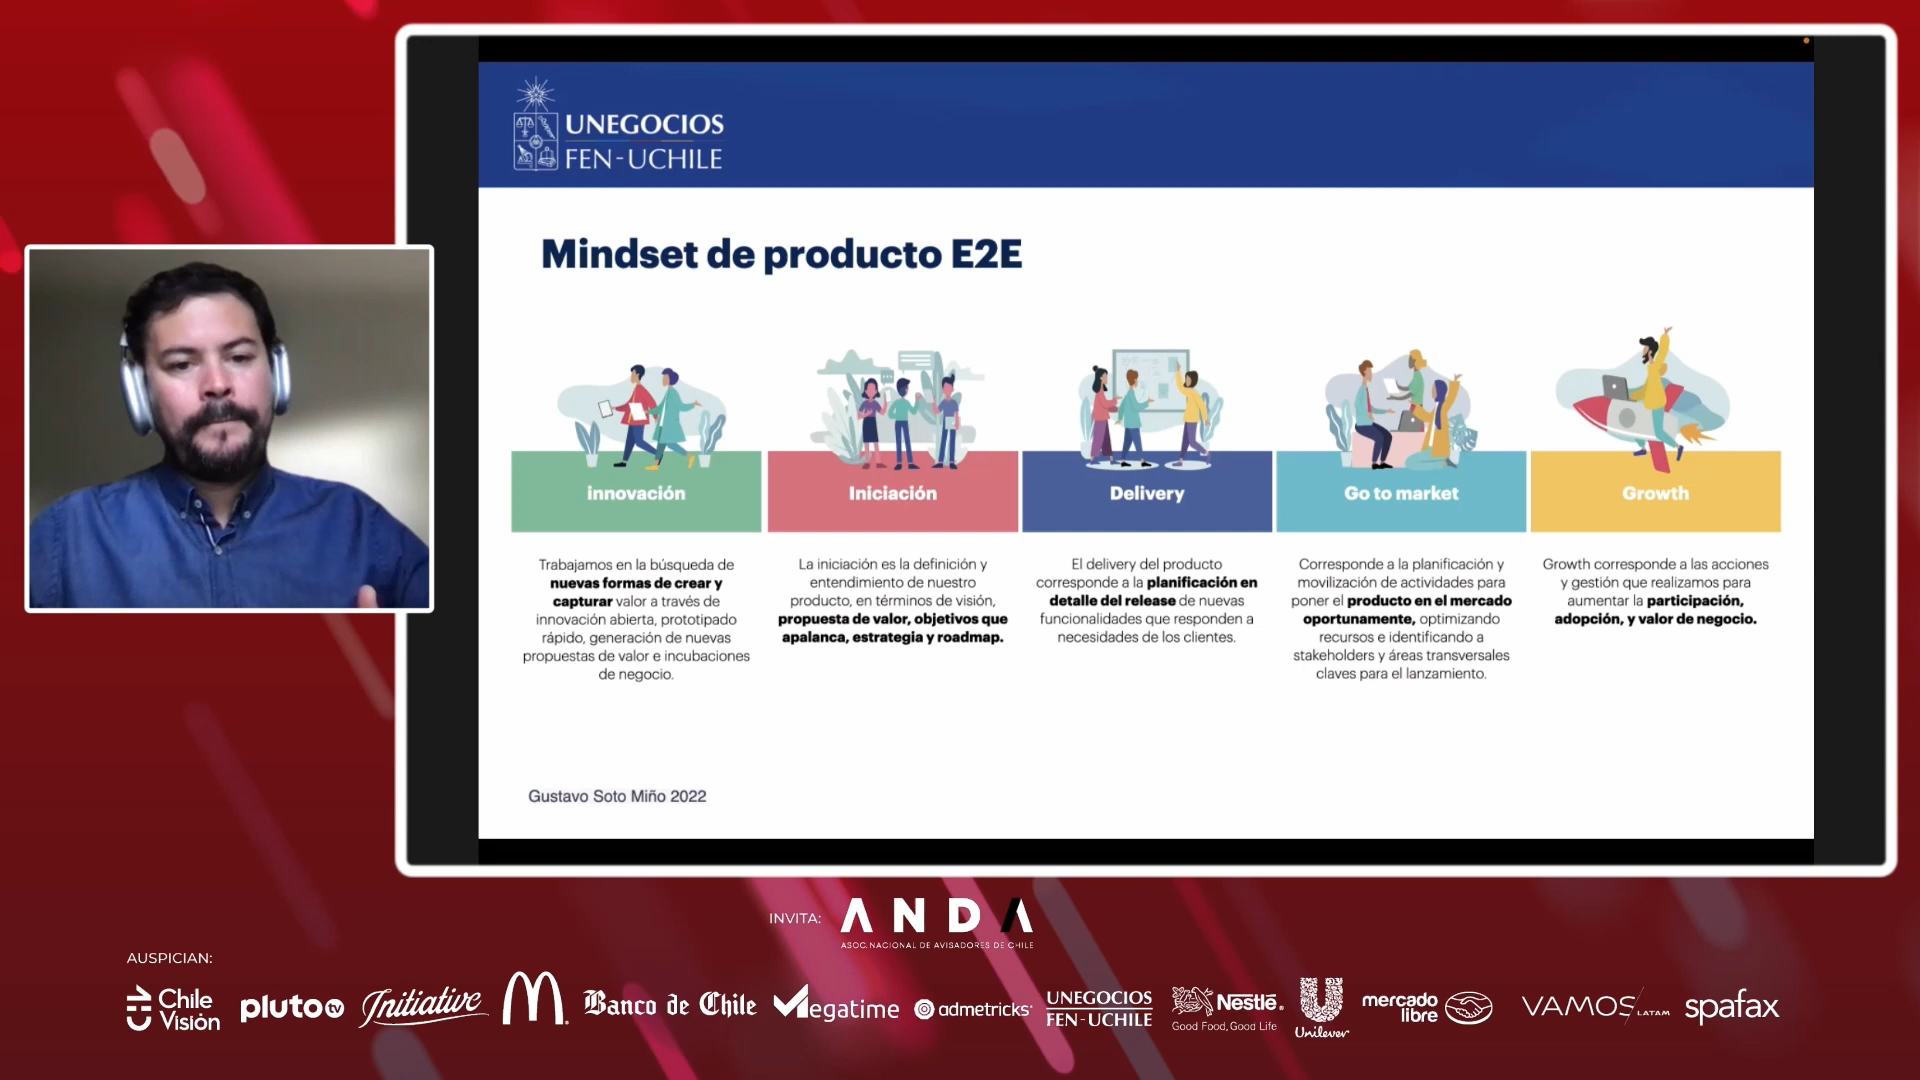 UNEGOCIOS
FEN-UCHILE
Mindset de producto E2E
innovación
Iniciación
Delivery
Go to market
Growth
Trabajamos en la búsqueda de
nuevas formas de crear y
capturar valor a través de
innovación abierta, prototipado
rápido, generación de nuevas
propuestas de valor e incubaciones
de negocio.
La iniciación es la definición y
entendimiento de nuestro
producto, en términos de visión,
propuesta de valor, objetivos que
apalanca, estrategia y roadmap.
El delivery del producto
corresponde a la planificación en
detalle del release de nuevas
funcionalidades que responden a
necesidades de los clientes.
Corresponde a la planificación y
movilización de actividades para
poner el producto en el mercado
oportunamente, optimizando
recursos e identificando a
stakeholders y áreas transversales
claves para el lanzamiento.
Growth corresponde a las acciones
y gestión que realizamos para
aumentar la participación,
adopción, y valor de negocio.
Gustavo Soto Miño 2022
INVITA:
ANDA
ASOC. NACIONAL DE AVISADORES DE CHILE
AUSPICIAN:
CHV
Chile
Visión
pluto tv
Initiative
M
Banco de Chile
Megatime
admetricks
UNEGOCIOS
FEN-UCHILE
Nestlé.
Good Food, Good Life
Unilever
mercado
libre
VAMOS/LATAM
spafax